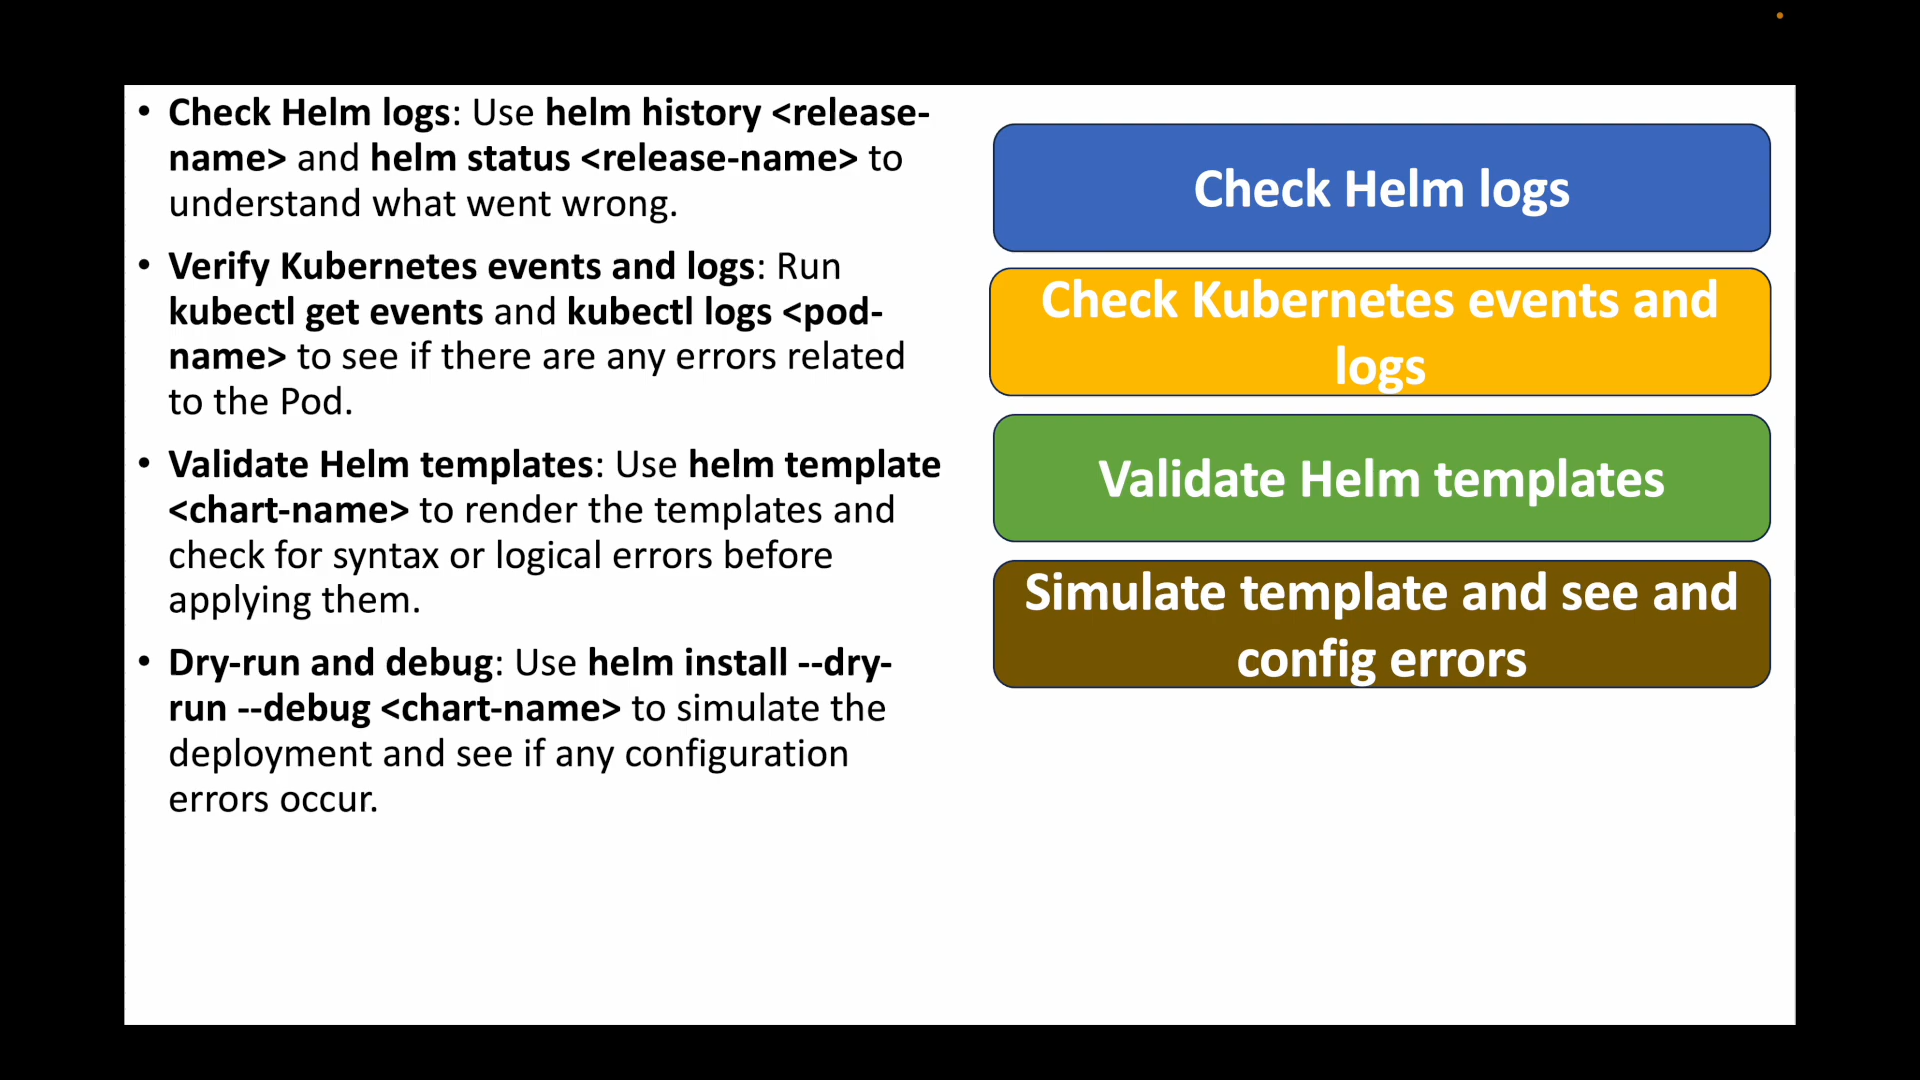 • Check Helm logs: Use helm history <release-
name> and helm status <release-name> to
understand what went wrong.
• Verify Kubernetes events and logs: Run
kubectl get events and kubectl logs <pod-
name> to see if there are any errors related
to the Pod.
• Validate Helm templates: Use helm template
<chart-name> to render the templates and
check for syntax or logical errors before
applying them.
• Dry-run and debug: Use helm install --dry-
run --debug <chart-name> to simulate the
deployment and see if any configuration
errors occur.
Check Helm logs
Check Kubernetes events and
logs
Validate Helm templates
Simulate template and see and
config errors